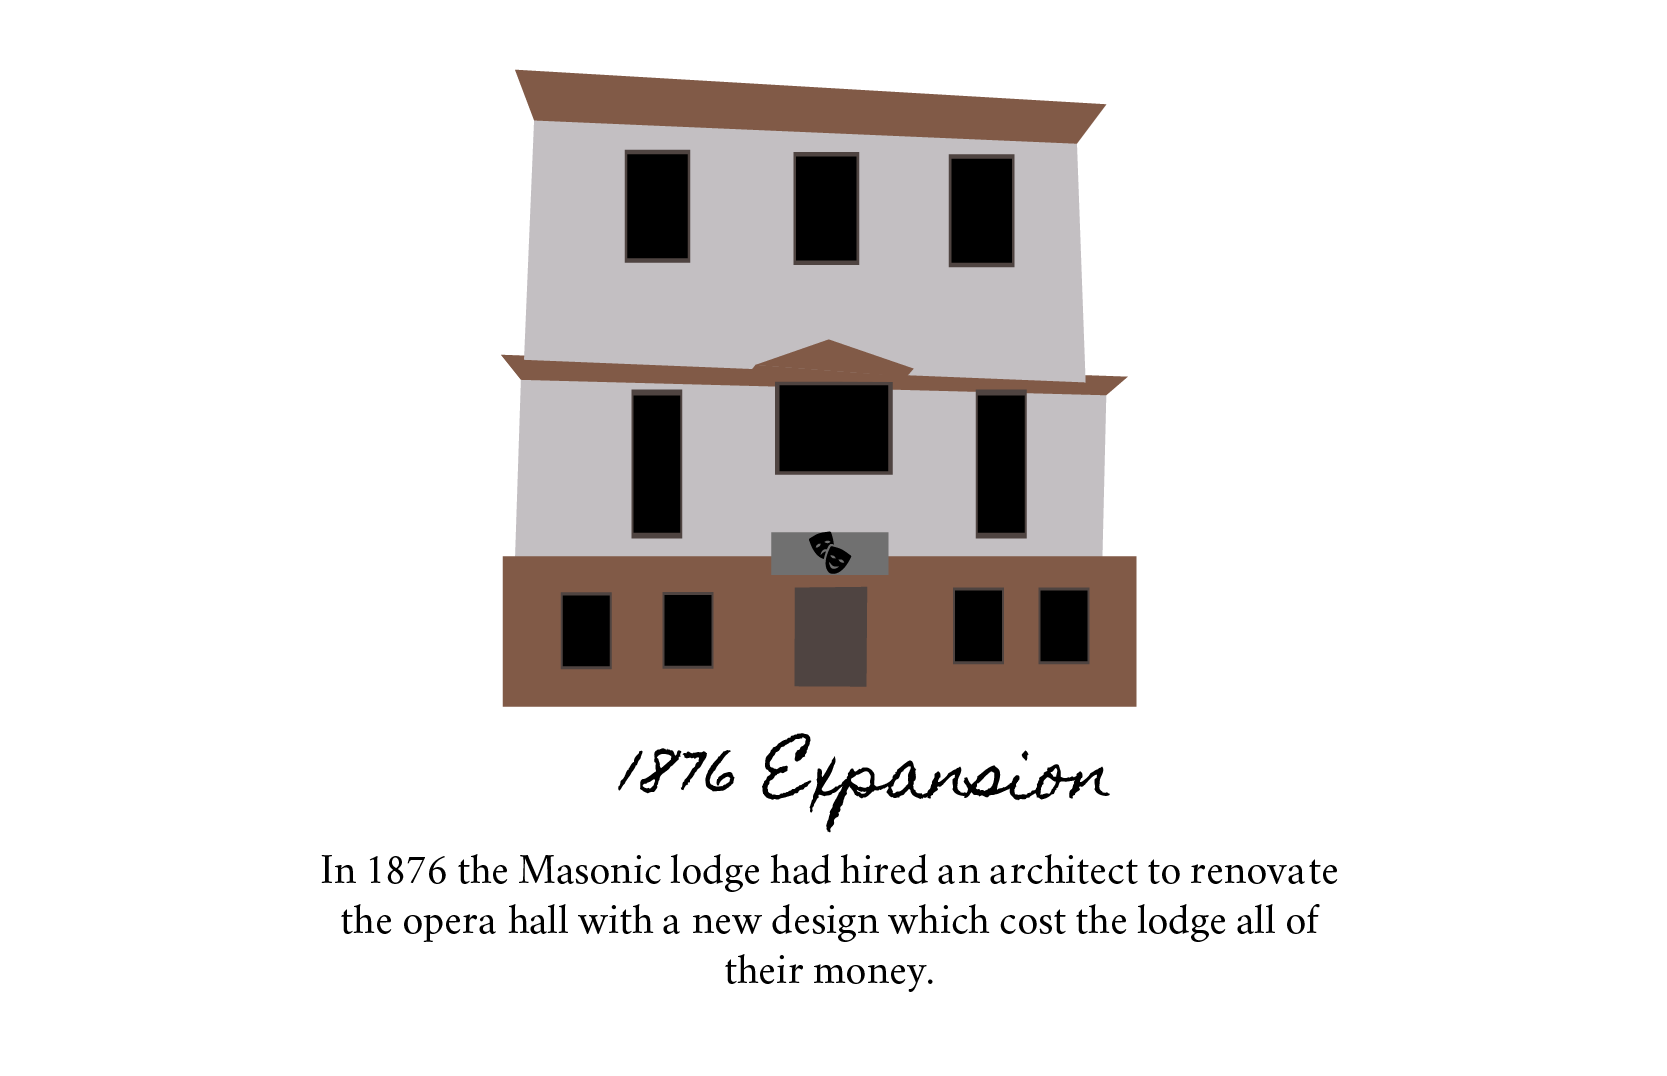 1876 Expansion
In 1876 the Masonic lodge had hired an architect to renovate
the opera hall with a new design which cost the lodge all of
their money.